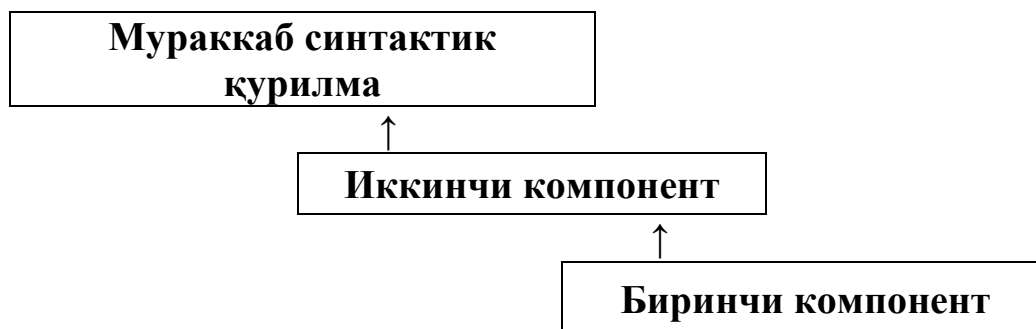 Мураккаб синтактик
қурилма
↑
Иккинчи компонент
↑
Биринчи компонент